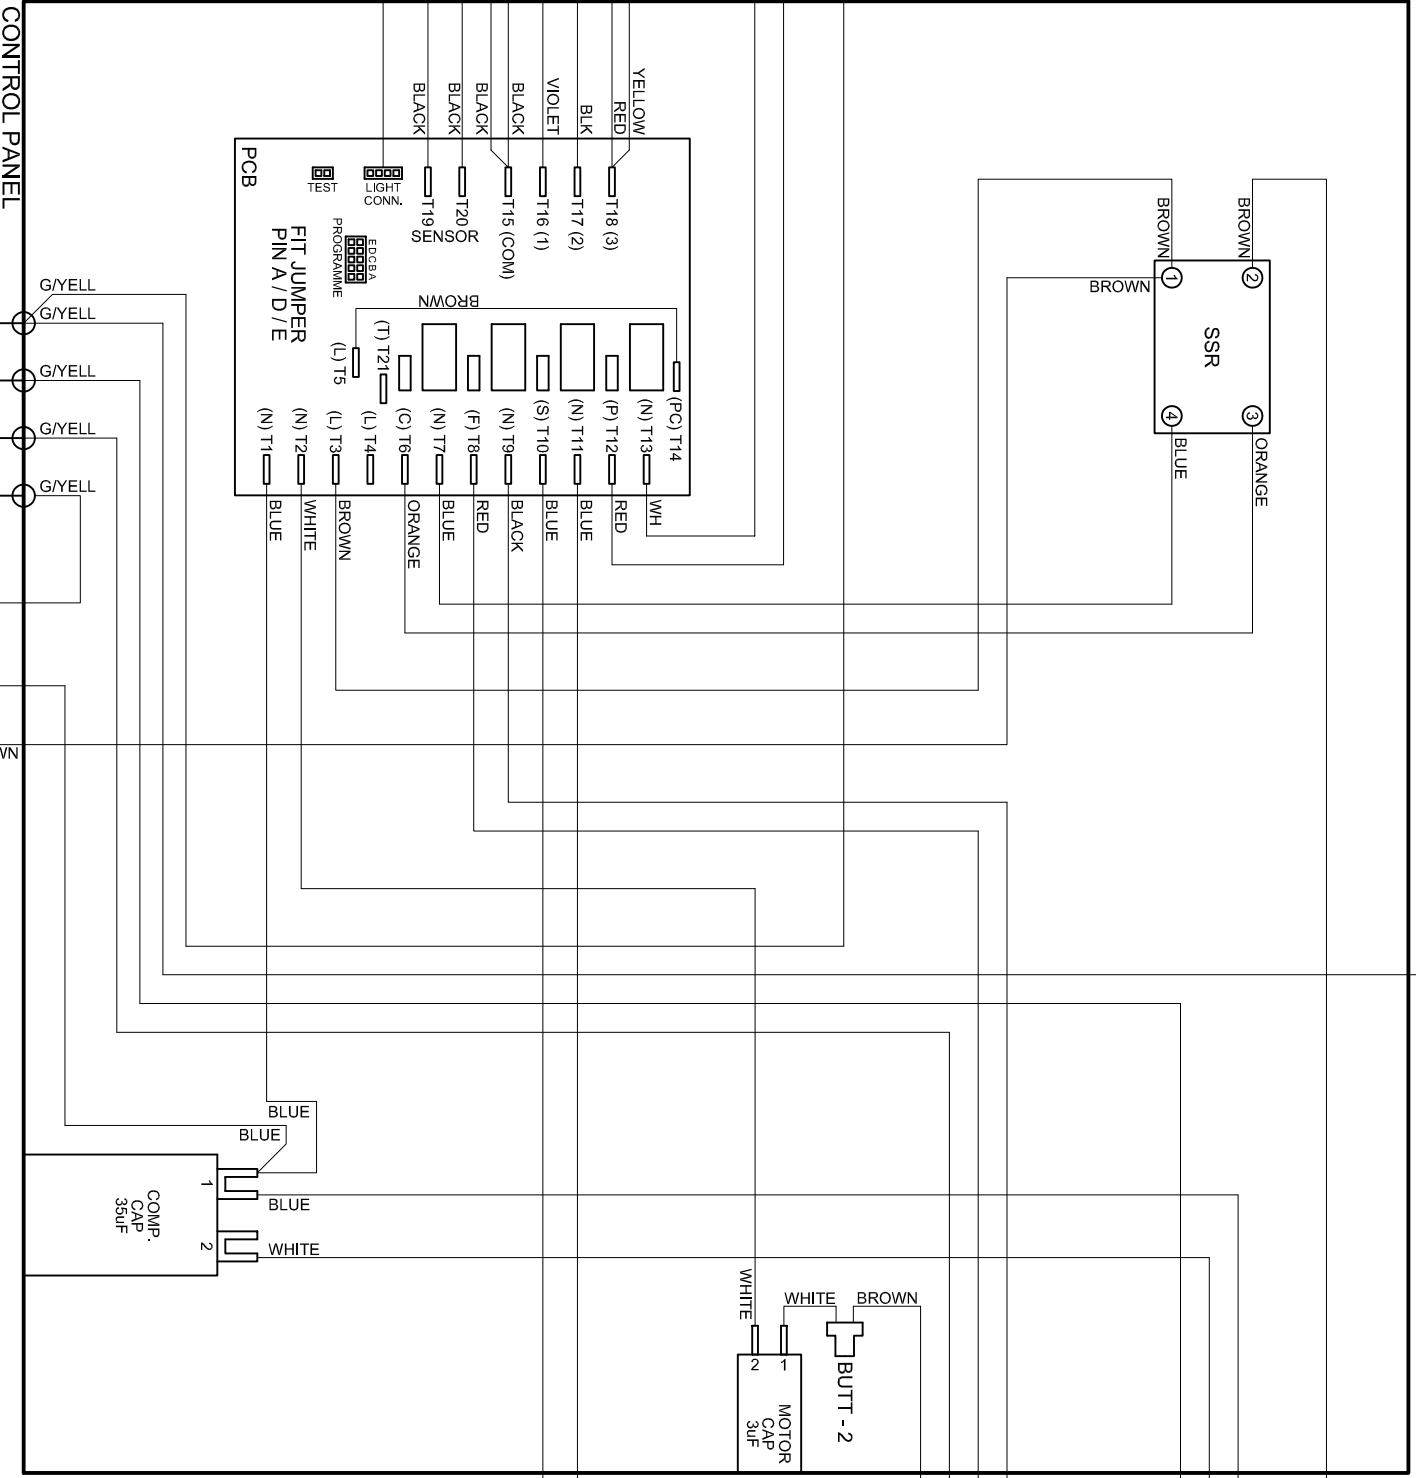 CONTROL PANEL
BLACK
BLACK
BLACK
BLACK
VIOLET
BLK
RED
YELLOW
PCB
TEST
LIGHT
CONN.
T19
T20
SENSOR
T15 (COM)
T16 (1)
T17 (2)
T18 (3)
PROGRAMME
E D C B A
FIT JUMPER
PIN A / D / E
BROWN
(L) T5
(T) T21
(N) T1
(N) T2
(L) T3
(L) T4
(C) T6
(N) T7
(F) T8
(N) T9
(S) T10
(N) T11
(P) T12
(N) T13
(PC) T14
BLUE
WHITE
BROWN
ORANGE
BLUE
RED
BLACK
BLUE
BLUE
RED
WH
BROWN
BROWN
BROWN
1
2
SSR
4
3
BLUE
ORANGE
G/YELL
G/YELL
G/YELL
G/YELL
G/YELL
WN
BLUE
BLUE
BLUE
WHITE
1
2
COMP.
CAP
35uF
WHITE
WHITE
BROWN
BUTT - 2
2
1
MOTOR
CAP
3uF